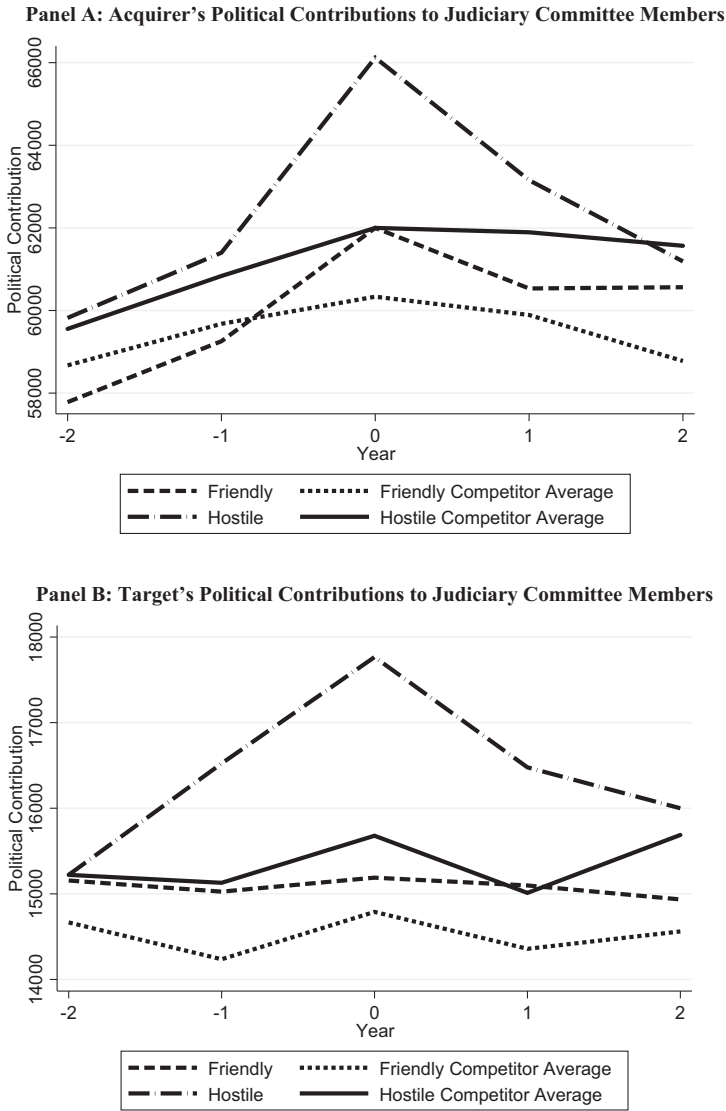 Panel A: Acquirer’s Political Contributions to Judiciary Committee Members
66000
64000
62000
60000
58000
Political Contribution
-2 -1 0 1 2
Year
Friendly Friendly Competitor Average
Hostile Hostile Competitor Average
Panel B: Target’s Political Contributions to Judiciary Committee Members
18000
17000
16000
15000
14000
Political Contribution
-2 -1 0 1 2
Year
Friendly Friendly Competitor Average
Hostile Hostile Competitor Average